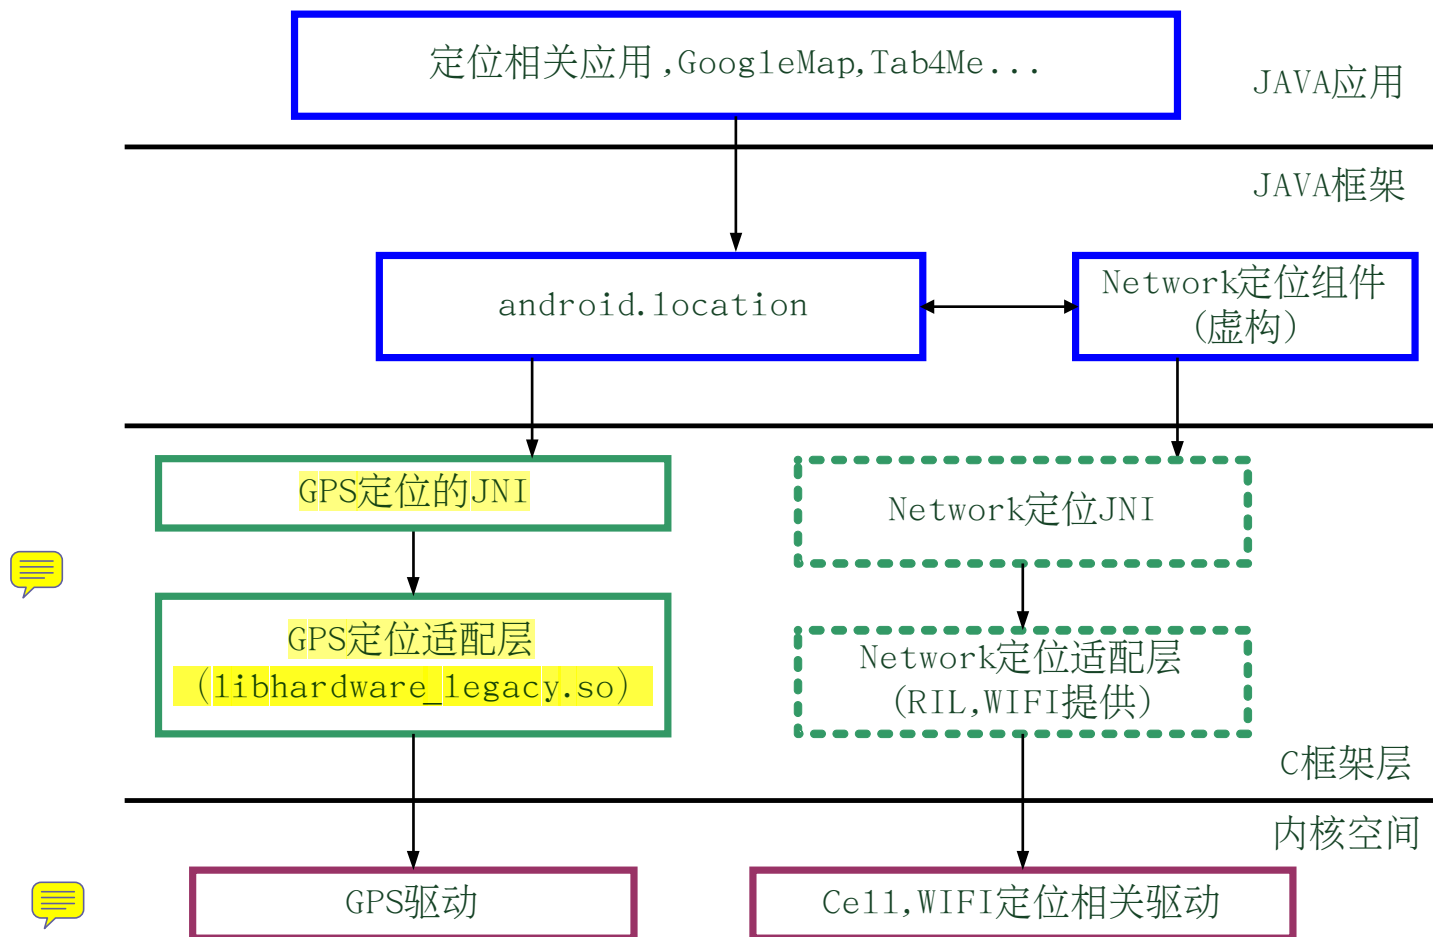 定位相关应用,GoogleMap,Tab4Me...
JAVA应用
JAVA框架
android.location
Network定位组件
(虚构)
GPS定位的JNI
Network定位JNI
GPS定位适配层
(libhardware_legacy.so)
Network定位适配层
(RIL,WIFI提供)
C框架层
内核空间
GPS驱动
Cell,WIFI定位相关驱动